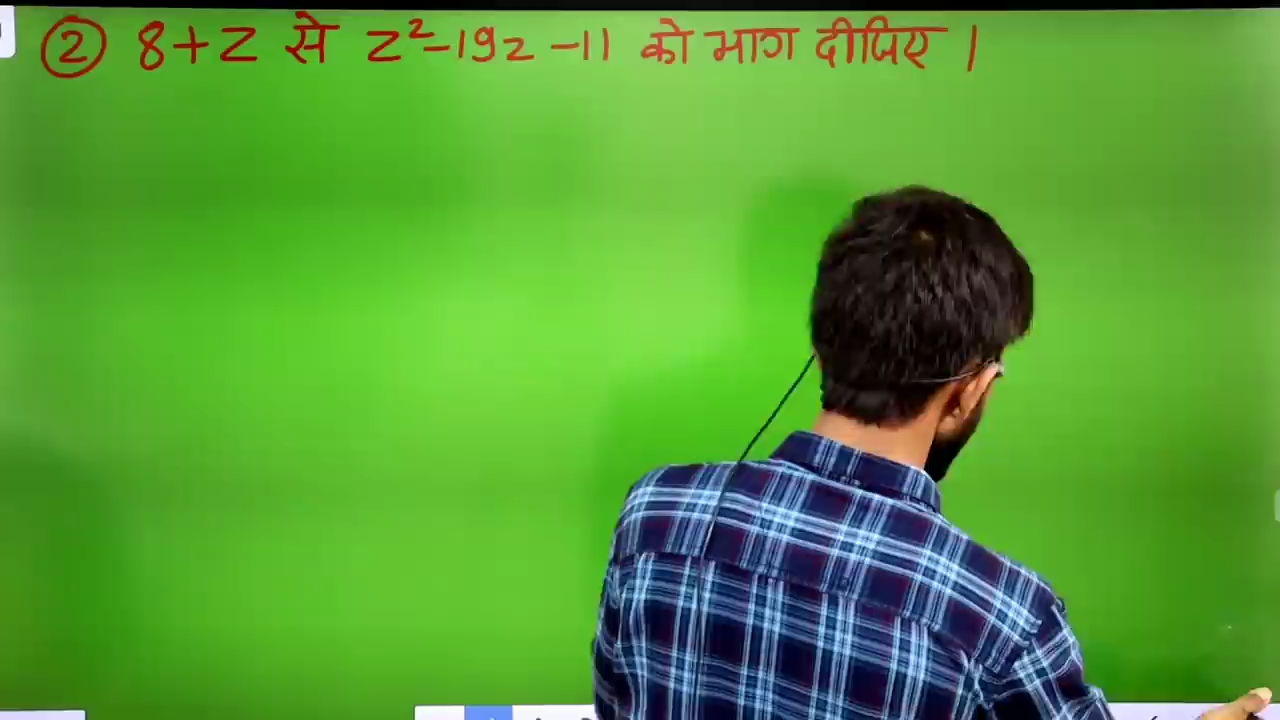 ② 8+z से z²-19z-11 को भाग दीजिए ।